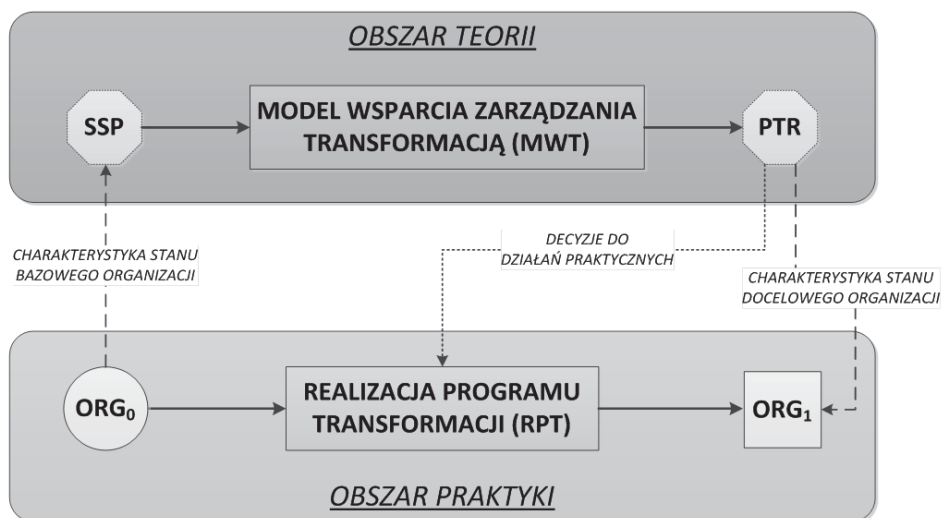 OBSZAR TEORII
SSP
MODEL WSPARCIA ZARZĄDZANIA
TRANSFORMACJĄ (MWT)
PTR
CHARAKTERYSTYKA STANU
BAZOWEGO ORGANIZACJI
DECYZJE DO
DZIAŁAŃ PRAKTYCZNYCH
CHARAKTERYSTYKA STANU
DOCELOWEGO ORGANIZACJI
ORG₀
REALIZACJA PROGRAMU
TRANSFORMACJI (RPT)
ORG₁
OBSZAR PRAKTYKI